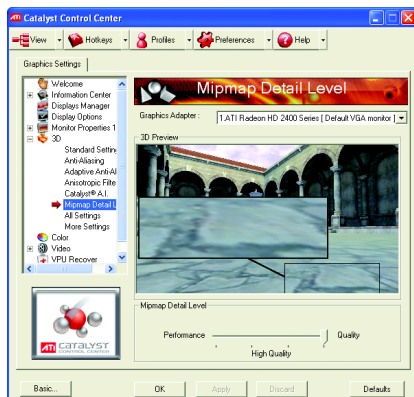 ATI Catalyst Control Center
View
Hotkeys
Profiles
Preferences
Help
Graphics Settings
Welcome
Information Center
Displays Manager
Display Options
Monitor Properties 1
3D
Standard Setting
Anti-Aliasing
Adaptive Anti-Al
Anisotropic Filte
Catalyst® A.I.
Mipmap Detail L
All Settings
More Settings
Color
Video
VPU Recover
ATI CATALYST
CONTROL CENTER
Mipmap Detail Level
Graphics Adapter :
1.ATI Radeon HD 2400 Series [ Default VGA monitor ]
3D Preview
Mipmap Detail Level
Performance
Quality
High Quality
Basic...
OK
Apply
Discard
Defaults